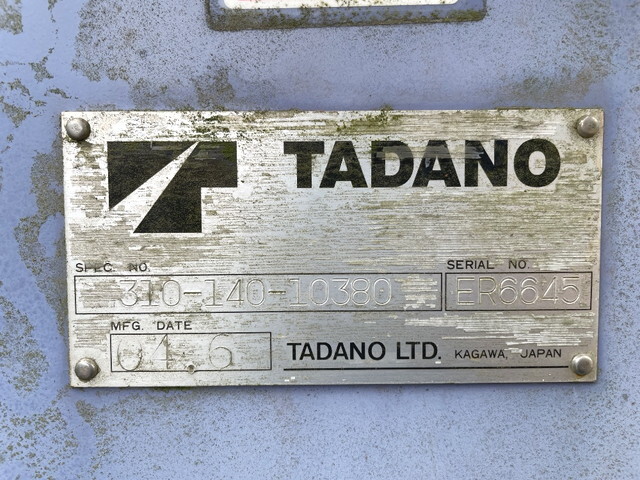 TADANO
SPEC. NO.
310-140-10380
SERIAL NO.
ER6645
MFG. DATE
04.6
TADANO LTD. KAGAWA, JAPAN